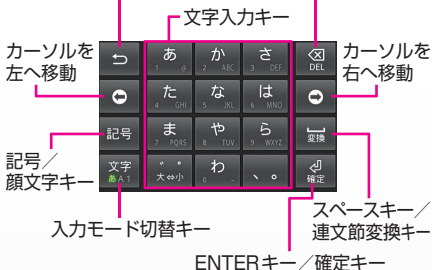 文字入力キー
カーソルを
左へ移動
カーソルを
右へ移動
あ
1 .@
か
2 ABC
さ
3 DEF
DEL
た
4 GHI
な
5 JKL
は
6 MNO
記号
ま
7 PQRS
や
8 TUV
ら
9 WXYZ
変換
文字
あA1
゛゜
大⇔小
わ
0 -
、。
確定
記号／
顔文字キー
入力モード切替キー
スペースキー／
連文節変換キー
ENTERキー／確定キー